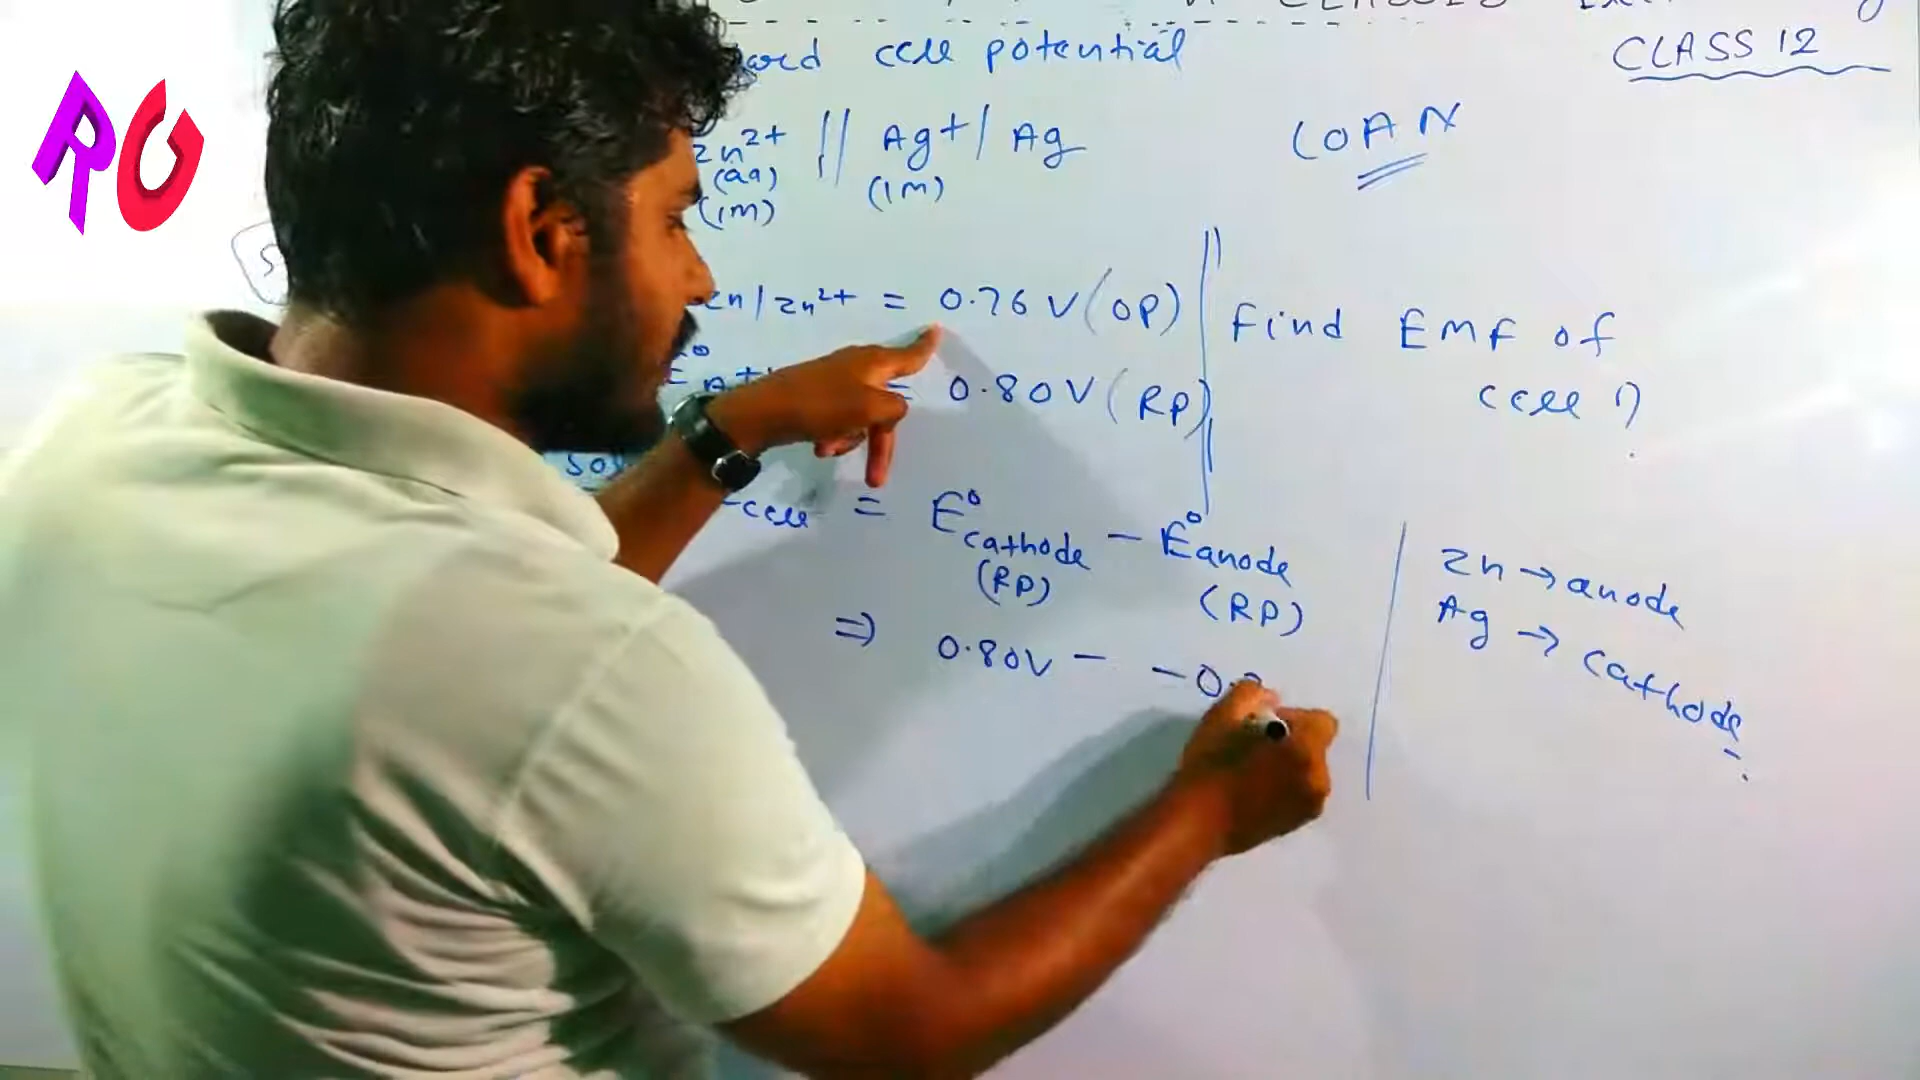 RG
CLASS 12
cell potential
Zn2+ || Ag+ | Ag
(aq) (1M)
(1M)
LOAN
Zn | Zn2+ = 0.76 V (OP)
= 0.80V (RP)
Find EMF of
cell ?
cell = E°cathode - E°anode
(RP) (RP)
⇒ 0.80V - -0.
Zn → anode
Ag → cathode